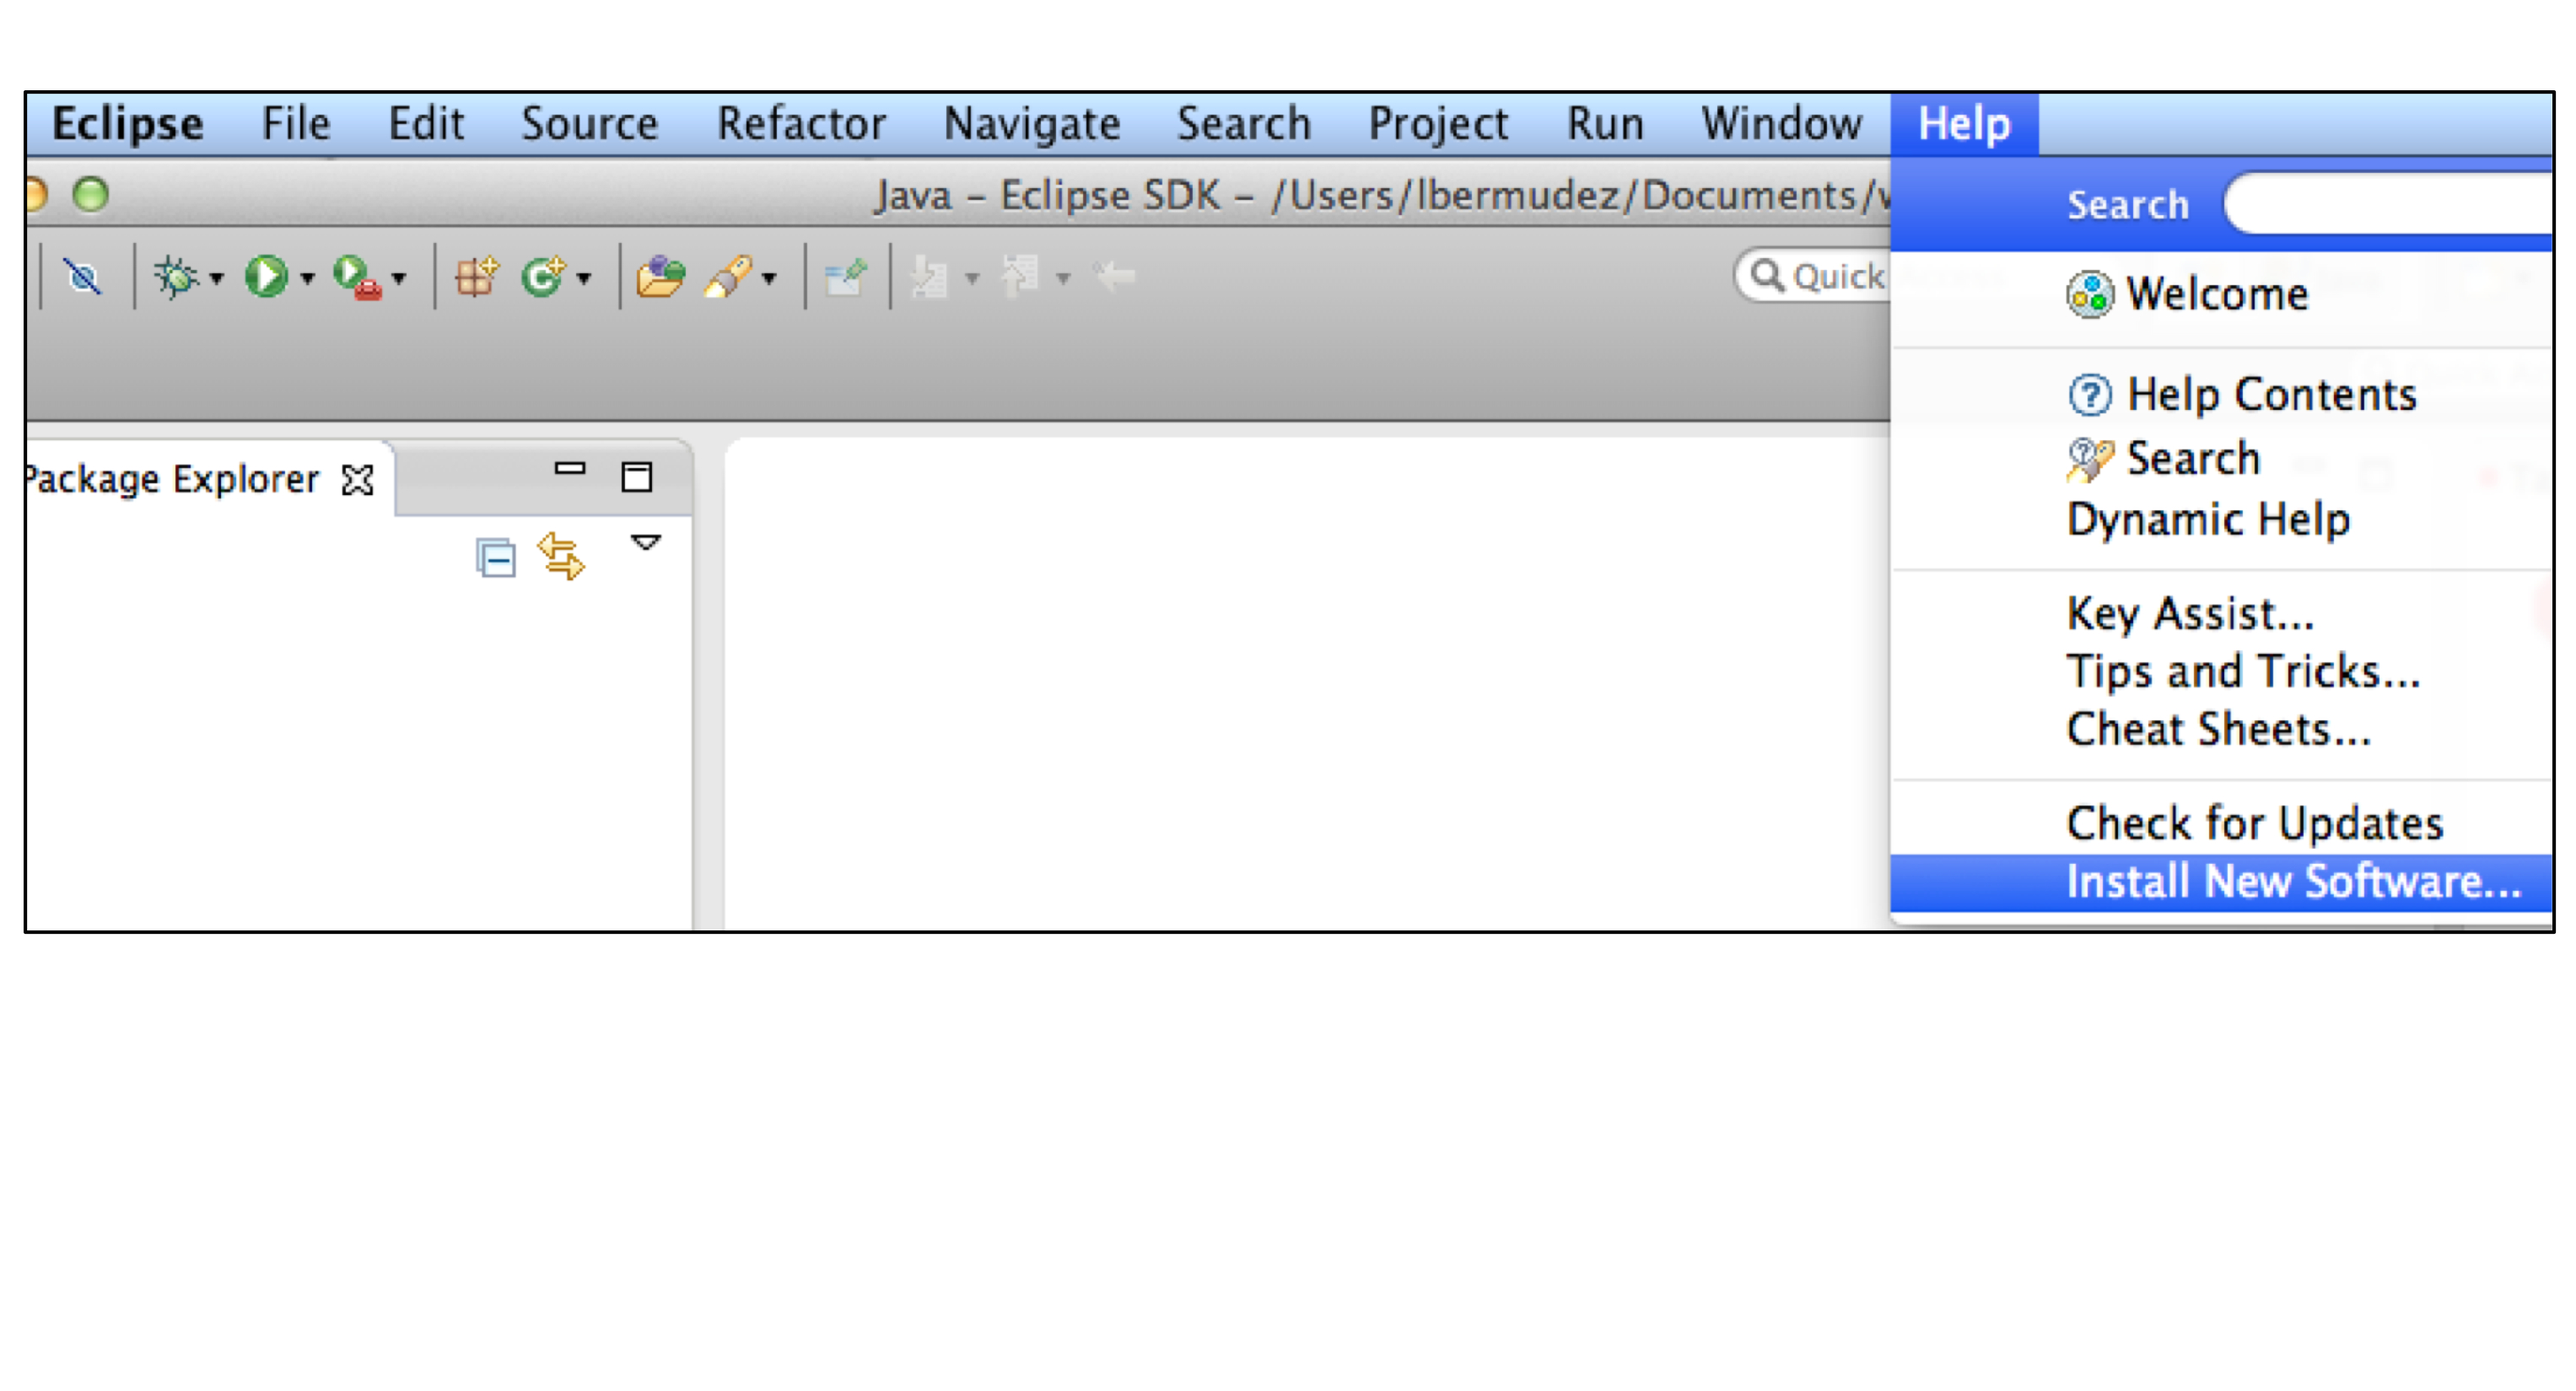 Eclipse File Edit Source Refactor Navigate Search Project Run Window Help
Java – Eclipse SDK – /Users/lbermudez/Documents/
Search
Quick
Welcome
Help Contents
Search
Dynamic Help
Package Explorer
Key Assist...
Tips and Tricks...
Cheat Sheets...
Check for Updates
Install New Software...